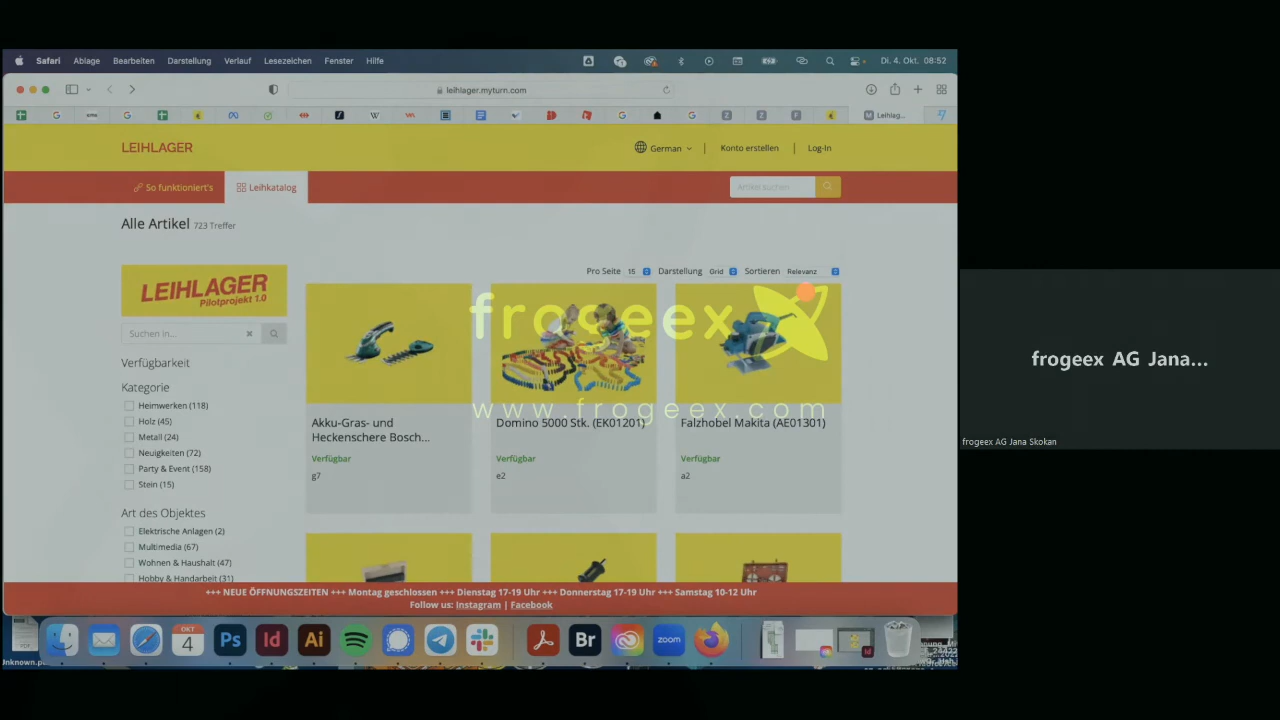 Safari Ablage Bearbeiten Darstellung Verlauf Lesezeichen Fenster Hilfe Di. 4. Okt. 08:52
leihlager.myturn.com
Leihlag...
LEIHLAGER German | Konto erstellen | Log-In
So funktioniert's Leihkatalog Artikel suchen
Alle Artikel 723 Treffer
Pro Seite 15 Darstellung Grid Sortieren Relevanz
LEIHLAGER
Pilotprojekt 1.0
Suchen in...
Verfügbarkeit
Kategorie
Heimwerken (118)
Holz (45)
Metall (24)
Neuigkeiten (72)
Party & Event (158)
Stein (15)
Art des Objektes
Elektrische Anlagen (2)
Multimedia (67)
Wohnen & Haushalt (47)
Hobby & Handarbeit (31)
Akku-Gras- und
Heckenschere Bosch...
Verfügbar
g7
Domino 5000 Stk. (EK01201)
Verfügbar
e2
Falzhobel Makita (AE01301)
Verfügbar
a2
frogeex
www.frogeex.com
+++ NEUE ÖFFNUNGSZEITEN +++ Montag geschlossen +++ Dienstag 17-19 Uhr +++ Donnerstag 17-19 Uhr +++ Samstag 10-12 Uhr
Follow us: Instagram | Facebook
OKT
4
Ps
Id
Ai
Br
zoom
Unknown.p
frogeex AG Jana...
frogeex AG Jana Skokan